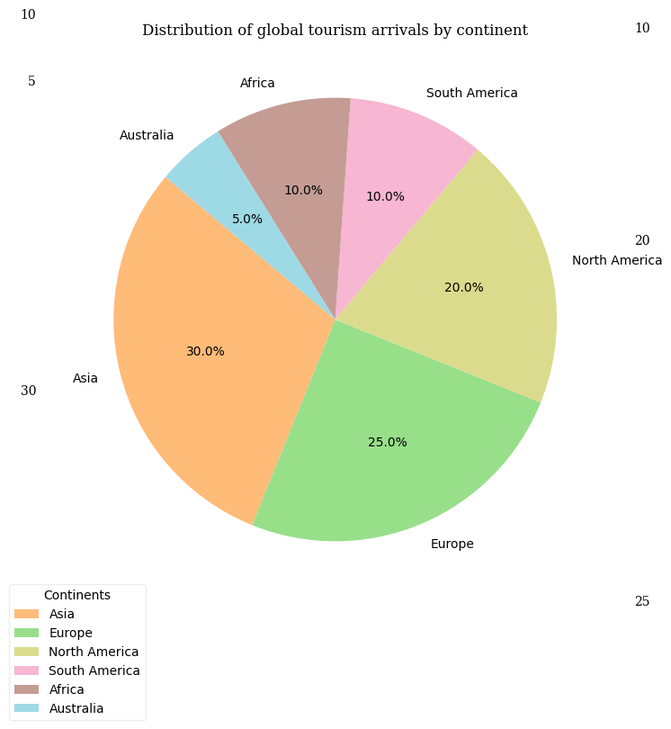 10
Distribution of global tourism arrivals by continent
10
5
Africa
South America
Australia
10.0%
10.0%
5.0%
20
North America
20.0%
30.0%
Asia
30
25.0%
Europe
Continents
Asia
Europe
North America
South America
Africa
Australia
25